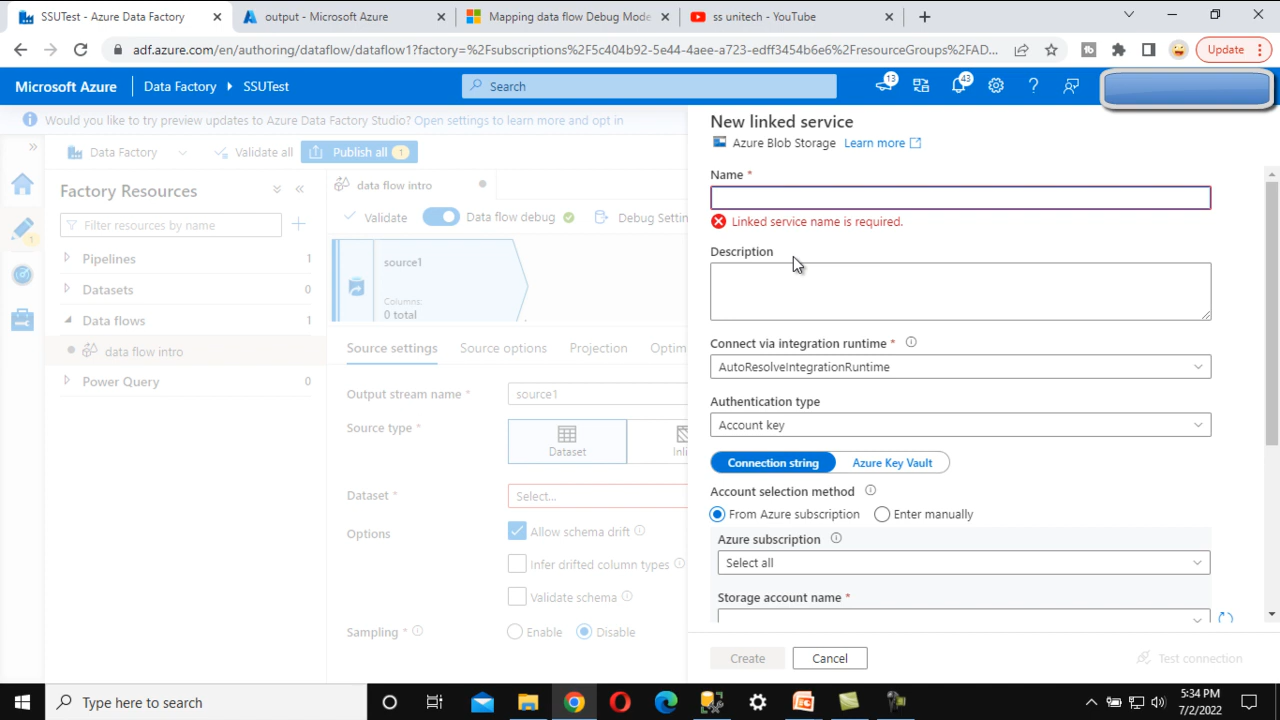 SSUTest - Azure Data Factory
output - Microsoft Azure
Mapping data flow Debug Mode
ss unitech - YouTube
adf.azure.com/en/authoring/dataflow/dataflow1?factory=%2Fsubscriptions%2F5c404b92-5e44-4aee-a723-edff3454b6e6%2FresourceGroups%2FAD...
Update
Microsoft Azure
Data Factory
SSUTest
Search
13
43
Would you like to try preview updates to Azure Data Factory Studio? Open settings to learn more and opt in
Data Factory
Validate all
Publish all 1
Factory Resources
Filter resources by name
Pipelines 1
Datasets 0
Data flows 1
data flow intro
Power Query 0
data flow intro
Validate
Data flow debug
Debug Settin
source1
Columns:
0 total
Source settings
Source options
Projection
Optim
Output stream name *
source1
Source type *
Dataset
Inli
Dataset *
Select...
Options
Allow schema drift
Infer drifted column types
Validate schema
Sampling *
Enable
Disable
New linked service
Azure Blob Storage Learn more
Name *
Linked service name is required.
Description
Connect via integration runtime *
AutoResolveIntegrationRuntime
Authentication type
Account key
Connection string
Azure Key Vault
Account selection method
From Azure subscription
Enter manually
Azure subscription
Select all
Storage account name *
Create
Cancel
Test connection
Type here to search
5:34 PM
7/2/2022